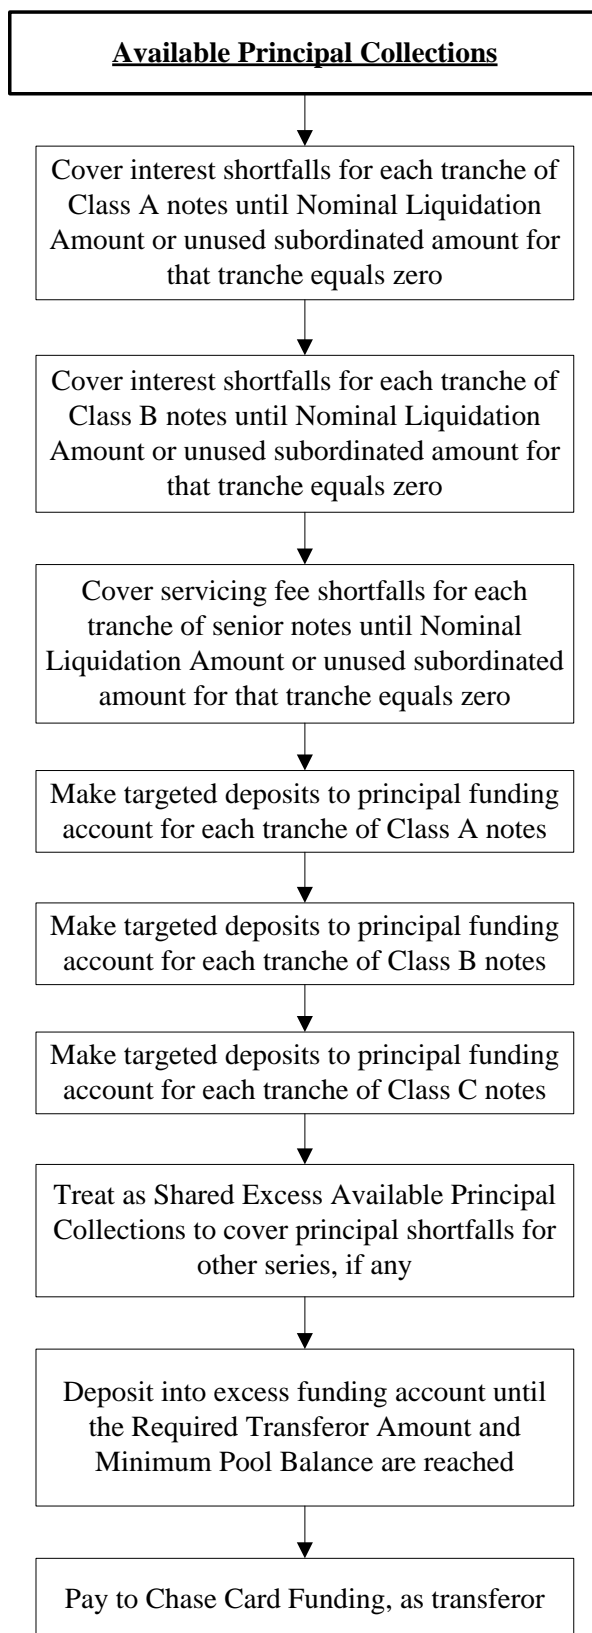 Available Principal Collections
Cover interest shortfalls for each tranche of
Class A notes until Nominal Liquidation
Amount or unused subordinated amount for
that tranche equals zero
Cover interest shortfalls for each tranche of
Class B notes until Nominal Liquidation
Amount or unused subordinated amount for
that tranche equals zero
Cover servicing fee shortfalls for each
tranche of senior notes until Nominal
Liquidation Amount or unused subordinated
amount for that tranche equals zero
Make targeted deposits to principal funding
account for each tranche of Class A notes
Make targeted deposits to principal funding
account for each tranche of Class B notes
Make targeted deposits to principal funding
account for each tranche of Class C notes
Treat as Shared Excess Available Principal
Collections to cover principal shortfalls for
other series, if any
Deposit into excess funding account until
the Required Transferor Amount and
Minimum Pool Balance are reached
Pay to Chase Card Funding, as transferor